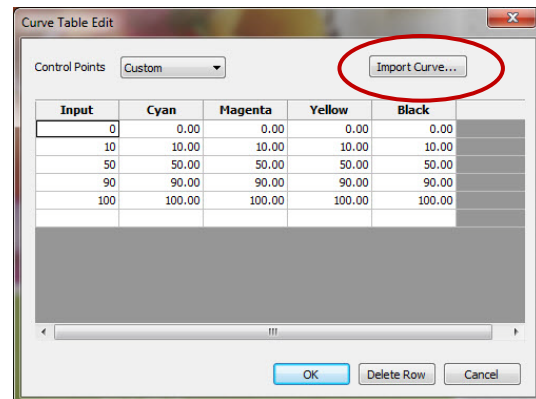 Curve Table Edit
Control Points Custom Import Curve...
Input Cyan Magenta Yellow Black
0 0.00 0.00 0.00 0.00
10 10.00 10.00 10.00 10.00
50 50.00 50.00 50.00 50.00
90 90.00 90.00 90.00 90.00
100 100.00 100.00 100.00 100.00
OK Delete Row Cancel